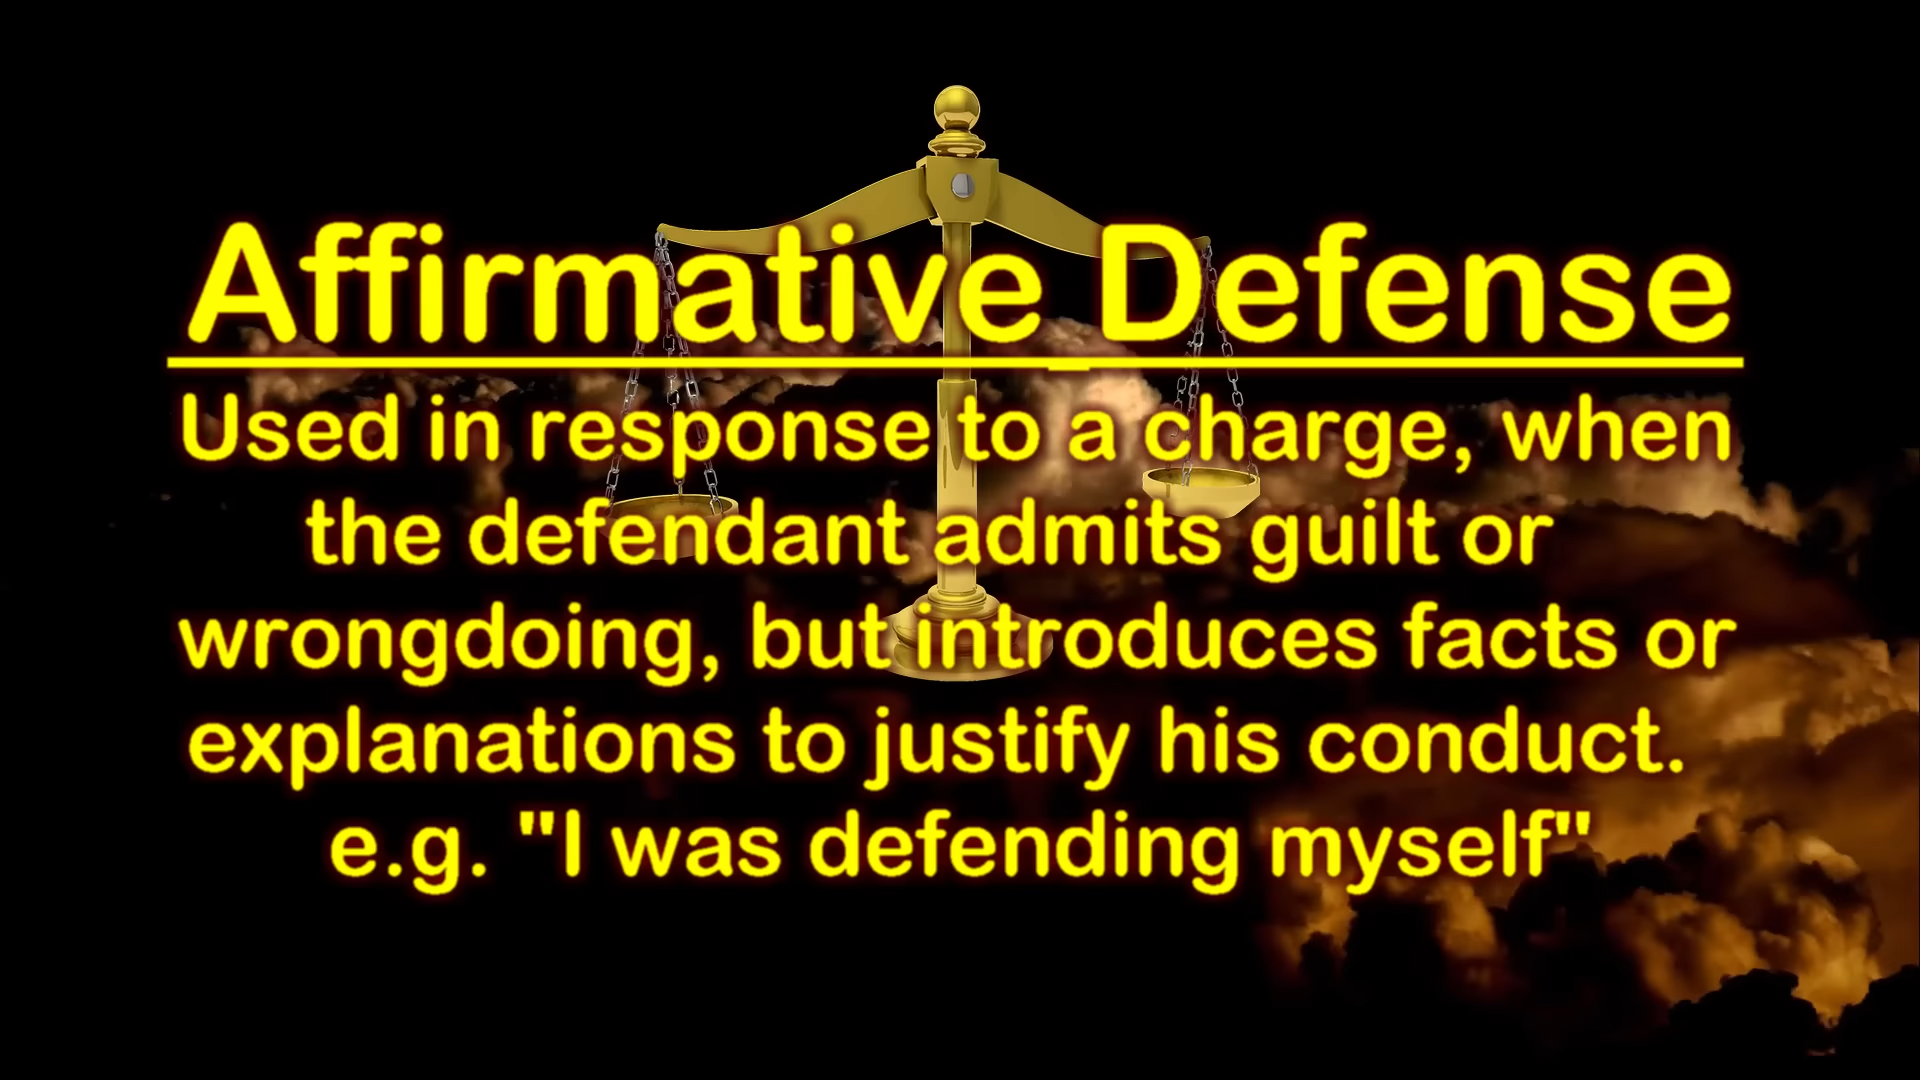 Affirmative Defense
Used in response to a charge, when
the defendant admits guilt or
wrongdoing, but introduces facts or
explanations to justify his conduct.
e.g. "I was defending myself"